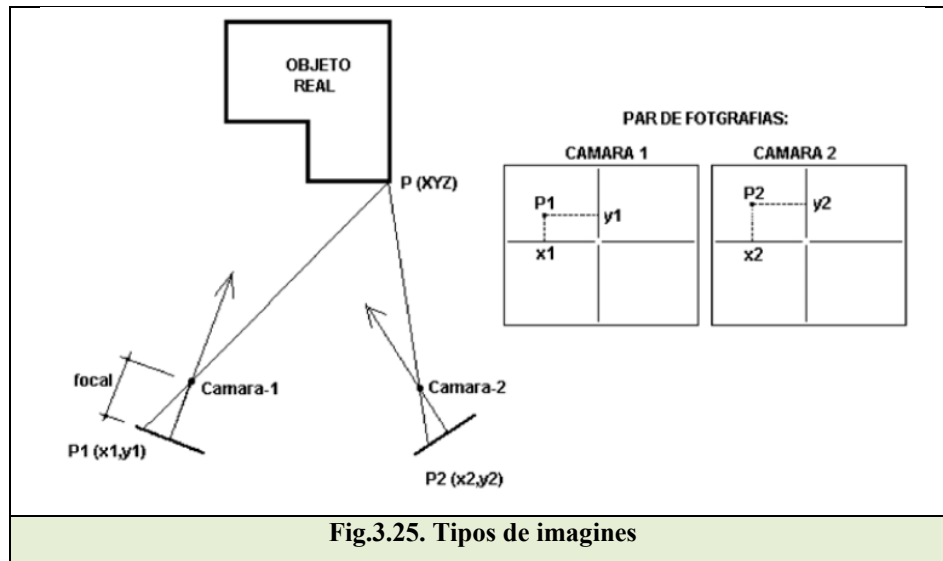 OBJETO
REAL
P (XYZ)
focal
Camara-1
Camara-2
P1 (x1,y1)
P2 (x2,y2)
PAR DE FOTGRAFIAS:
CAMARA 1
CAMARA 2
P1
y1
x1
P2
y2
x2
Fig.3.25. Tipos de imagines